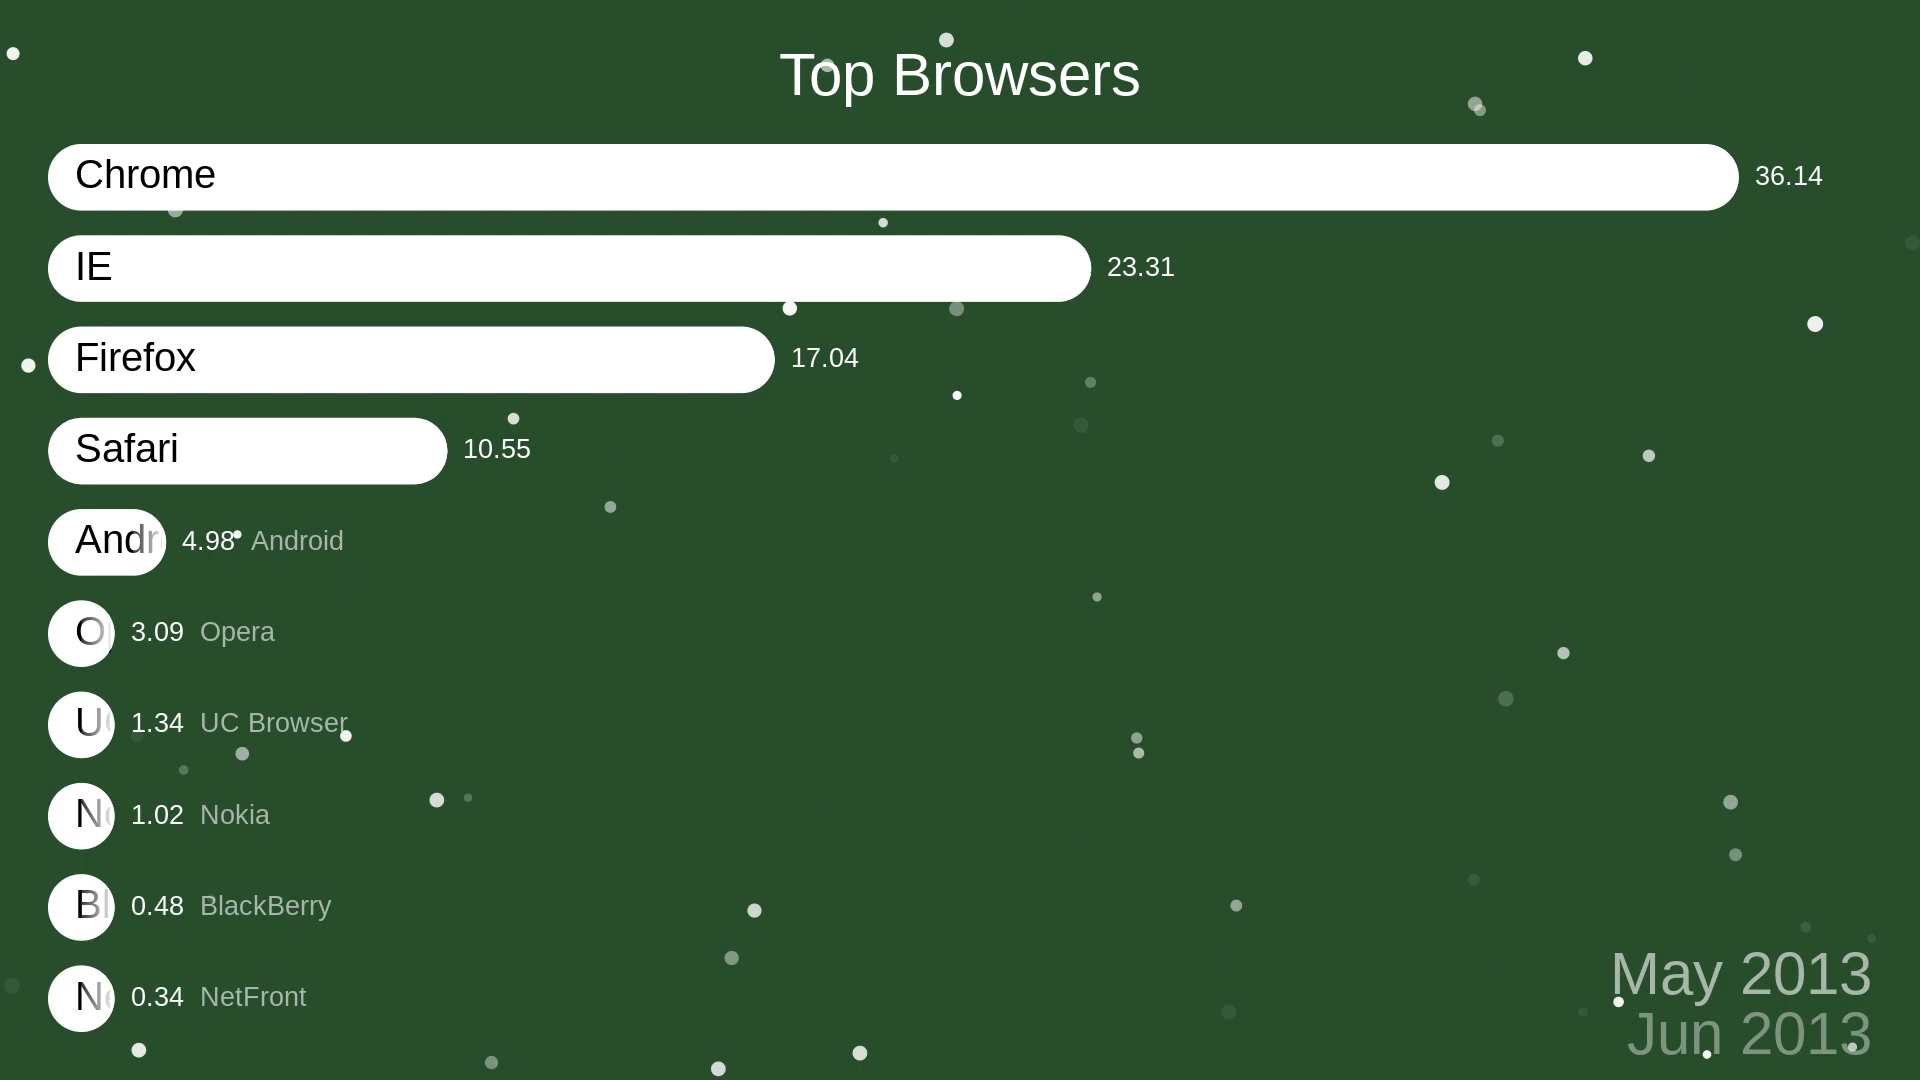 Top Browsers
Chrome 36.14
IE 23.31
Firefox 17.04
Safari 10.55
Andr 4.98 Android
O 3.09 Opera
U 1.34 UC Browser
No 1.02 Nokia
Bl 0.48 BlackBerry
Ne 0.34 NetFront
May 2013
Jun 2013